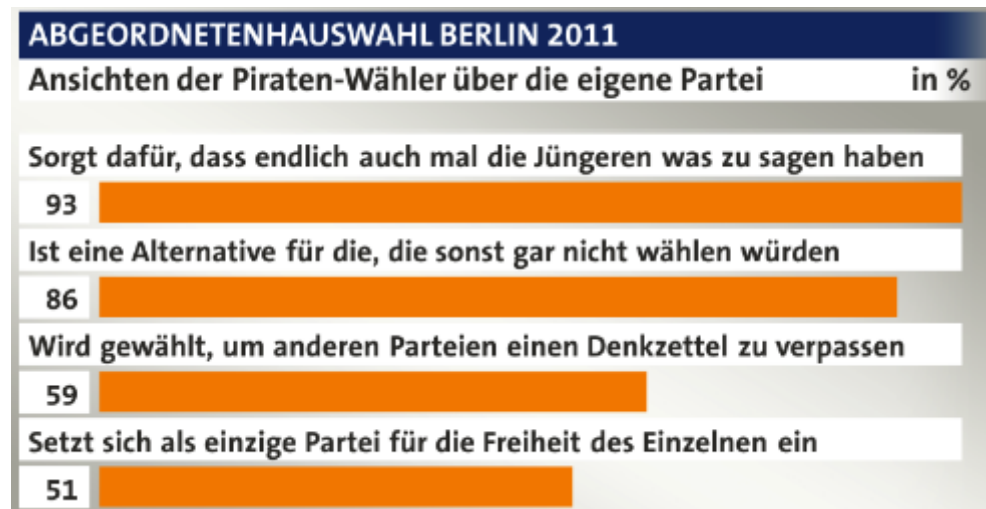 ABGEORDNETENHAUSWAHL BERLIN 2011
Ansichten der Piraten-Wähler über die eigene Partei in %
Sorgt dafür, dass endlich auch mal die Jüngeren was zu sagen haben
93
Ist eine Alternative für die, die sonst gar nicht wählen würden
86
Wird gewählt, um anderen Parteien einen Denkzettel zu verpassen
59
Setzt sich als einzige Partei für die Freiheit des Einzelnen ein
51